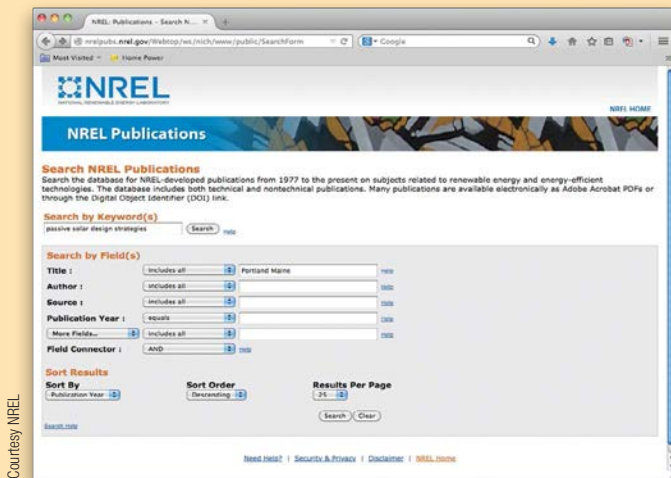 NREL: Publications – Search N...
nrelpubs.nrel.gov/Webtop/ws/nich/www/public/SearchForm
Google
Most Visited
Home Power
NREL
NATIONAL RENEWABLE ENERGY LABORATORY
NREL HOME
NREL Publications
Search NREL Publications
Search the database for NREL-developed publications from 1977 to the present on subjects related to renewable energy and energy-efficient
technologies. The database includes both technical and nontechnical publications. Many publications are available electronically as Adobe Acrobat PDFs or
through the Digital Object Identifier (DOI) link.
Search by Keyword(s)
passive solar design strategies Search Help
Search by Field(s)
Title : includes all Portland Maine Help
Author : includes all Help
Source : includes all Help
Publication Year : equals Help
More Fields... includes all Help
Field Connector : AND Help
Sort Results
Sort By Sort Order Results Per Page
Publication Year Descending 25
Search Clear
Search Help
Need Help? | Security & Privacy | Disclaimer | NREL Home
Courtesy NREL